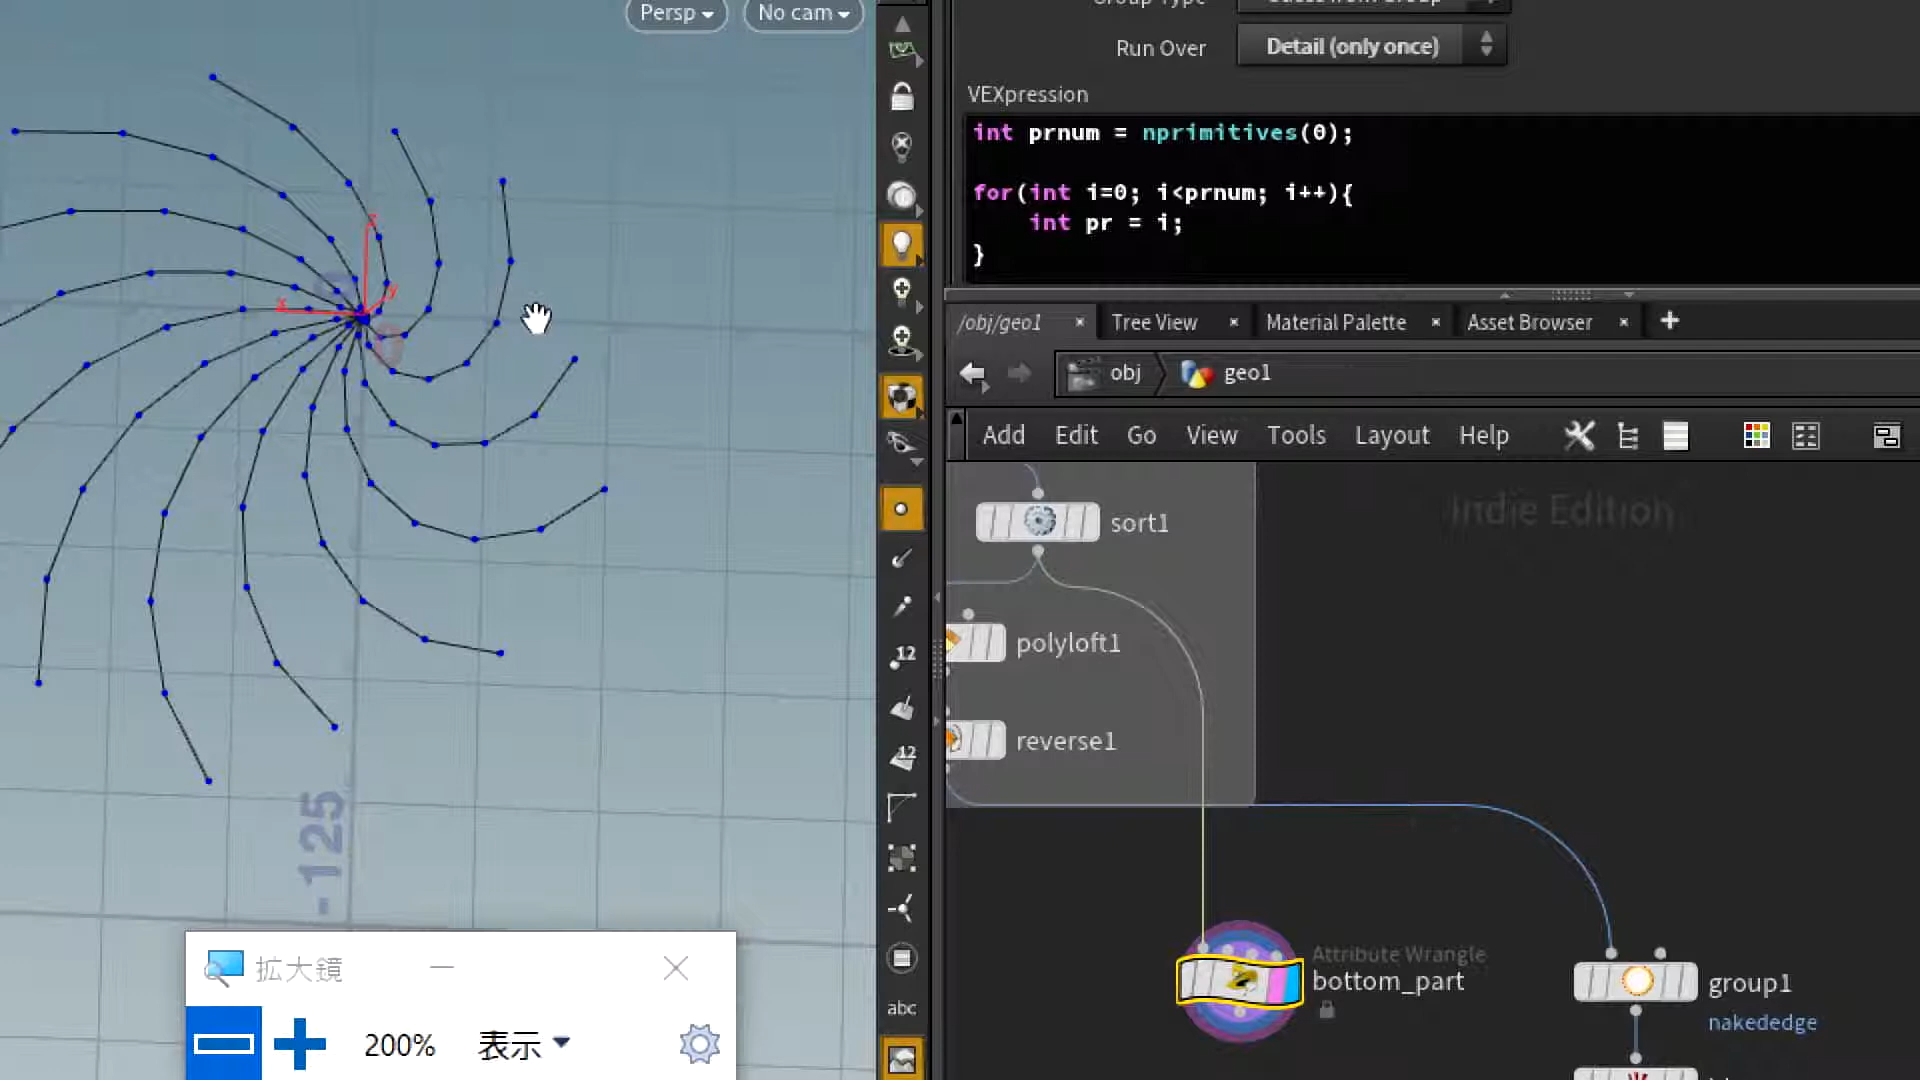 Persp
No cam
Group Type
Run Over
Detail (only once)
VEXpression
int prnum = nprimitives(0);
for(int i=0; i<prnum; i++){
int pr = i;
}
/obj/geo1
Tree View
Material Palette
Asset Browser
obj
geo1
Add
Edit
Go
View
Tools
Layout
Help
Indie Edition
sort1
polyloft1
reverse1
Attribute Wrangle
bottom_part
group1
nakededge
z
y
x
-125
12
12
abc
拡大鏡
200%
表示